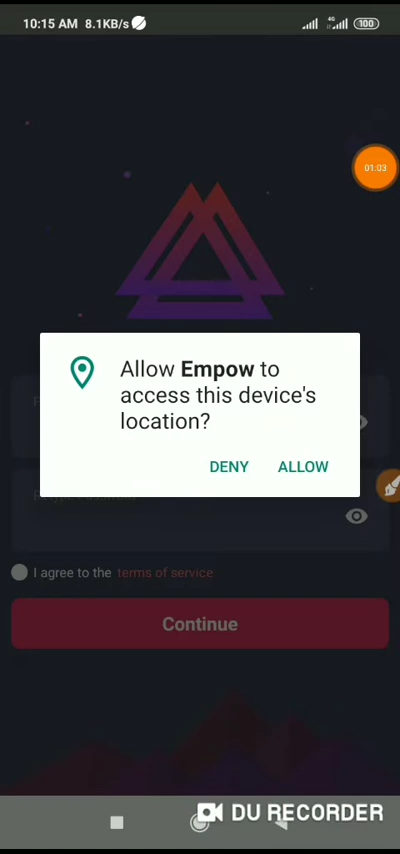 10:15 AM 8.1KB/s
4G
100
01:03
Allow Empow to
access this device's
location?
DENY ALLOW
I agree to the terms of service
Continue
DU RECORDER